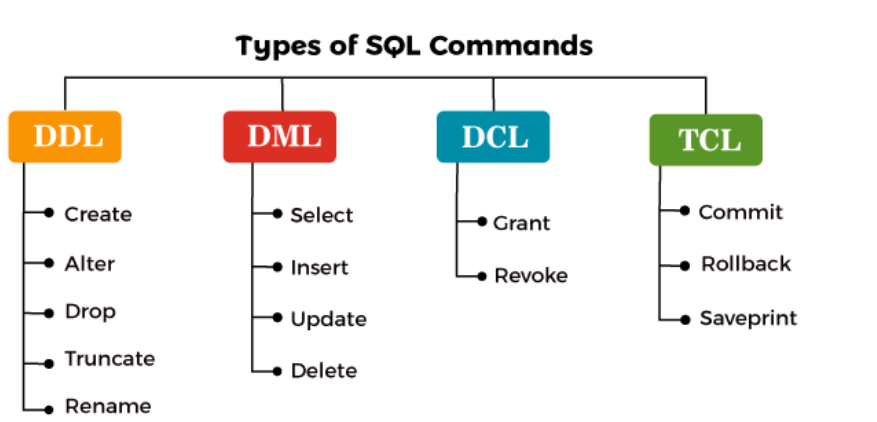 Types of SQL Commands
DDL
Create
Alter
Drop
Truncate
Rename
DML
Select
Insert
Update
Delete
DCL
Grant
Revoke
TCL
Commit
Rollback
Saveprint